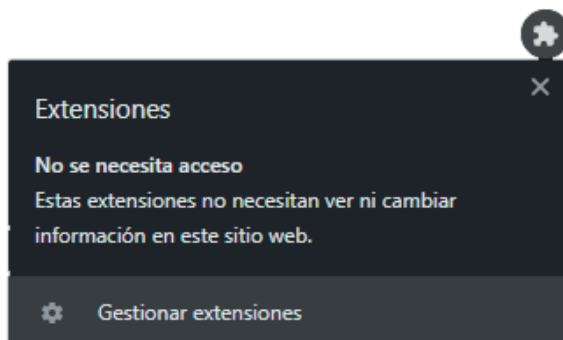 Extensiones
No se necesita acceso
Estas extensiones no necesitan ver ni cambiar
información en este sitio web.
Gestionar extensiones